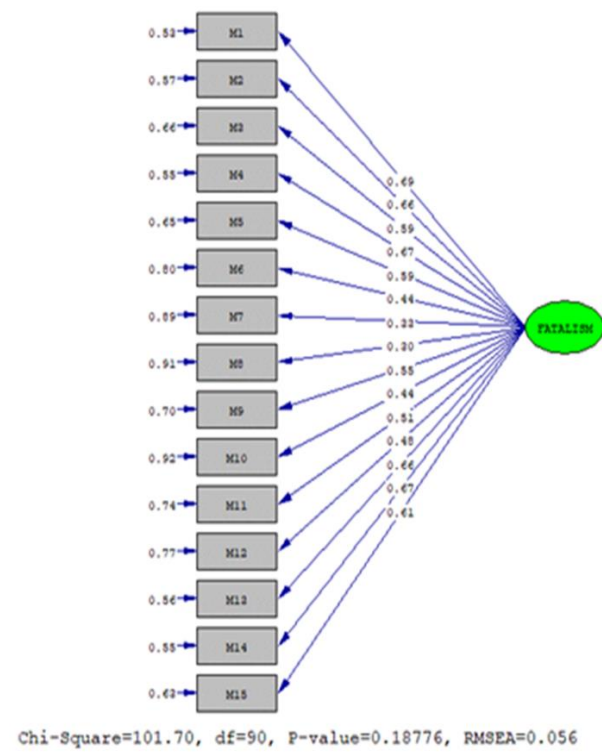 0.53 M1
0.57 M2
0.66 M3
0.55 M4
0.65 M5
0.80 M6
0.89 M7
0.91 M8
0.70 M9
0.92 M10
0.74 M11
0.77 M12
0.56 M13
0.55 M14
0.63 M15
0.69
0.66
0.59
0.67
0.59
0.44
0.33
0.30
0.55
0.44
0.51
0.48
0.66
0.67
0.61
FATALISM
Chi-Square=101.70, df=90, P-value=0.18776, RMSEA=0.056